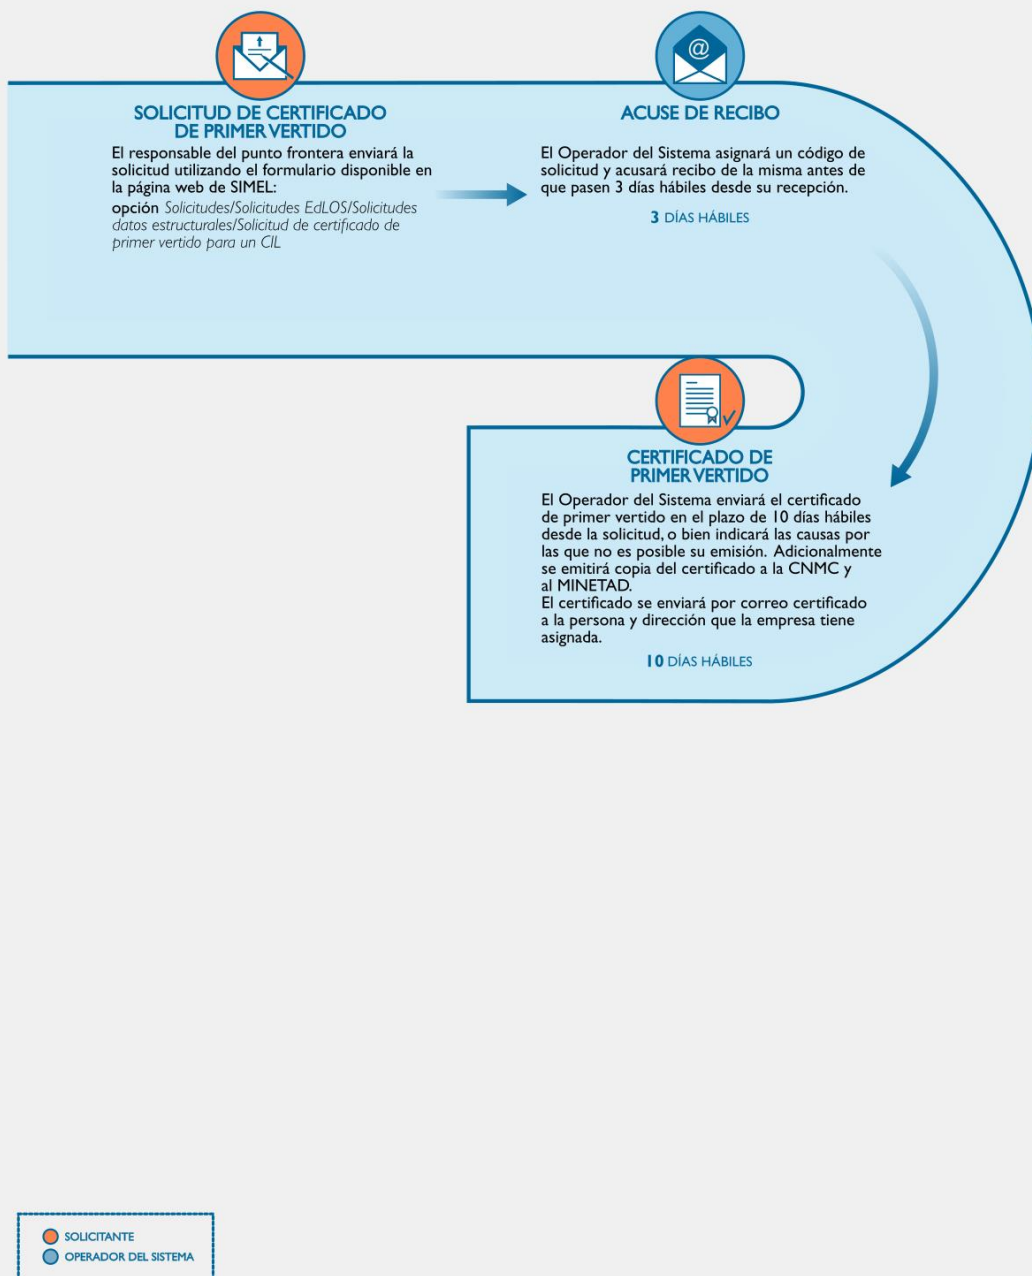 SOLICITUD DE CERTIFICADO
DE PRIMER VERTIDO
El responsable del punto frontera enviará la
solicitud utilizando el formulario disponible en
la página web de SIMEL:
opción Solicitudes/Solicitudes EdLOS/Solicitudes
datos estructurales/Solicitud de certificado de
primer vertido para un CIL
@
ACUSE DE RECIBO
El Operador del Sistema asignará un código de
solicitud y acusará recibo de la misma antes de
que pasen 3 días hábiles desde su recepción.
3 DÍAS HÁBILES
CERTIFICADO DE
PRIMER VERTIDO
El Operador del Sistema enviará el certificado
de primer vertido en el plazo de 10 días hábiles
desde la solicitud, o bien indicará las causas por
las que no es posible su emisión. Adicionalmente
se emitirá copia del certificado a la CNMC y
al MINETAD.
El certificado se enviará por correo certificado
a la persona y dirección que la empresa tiene
asignada.
10 DÍAS HÁBILES
SOLICITANTE
OPERADOR DEL SISTEMA